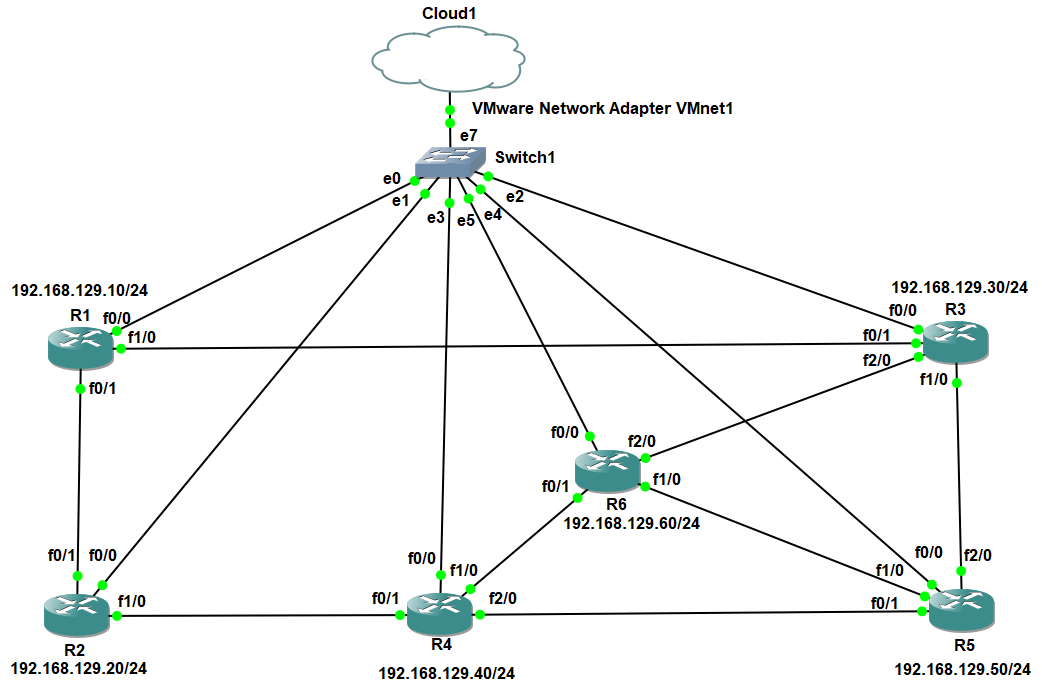 Cloud1
VMware Network Adapter VMnet1
e7
Switch1
e0
e1
e3
e5
e4
e2
192.168.129.10/24
R1
f0/0
f1/0
f0/1
192.168.129.30/24
R3
f0/0
f0/1
f2/0
f1/0
f0/0
f2/0
f0/1
f1/0
R6
192.168.129.60/24
f0/1
f0/0
f1/0
R2
192.168.129.20/24
f0/0
f1/0
f0/1
f2/0
R4
192.168.129.40/24
f0/0
f2/0
f1/0
f0/1
R5
192.168.129.50/24